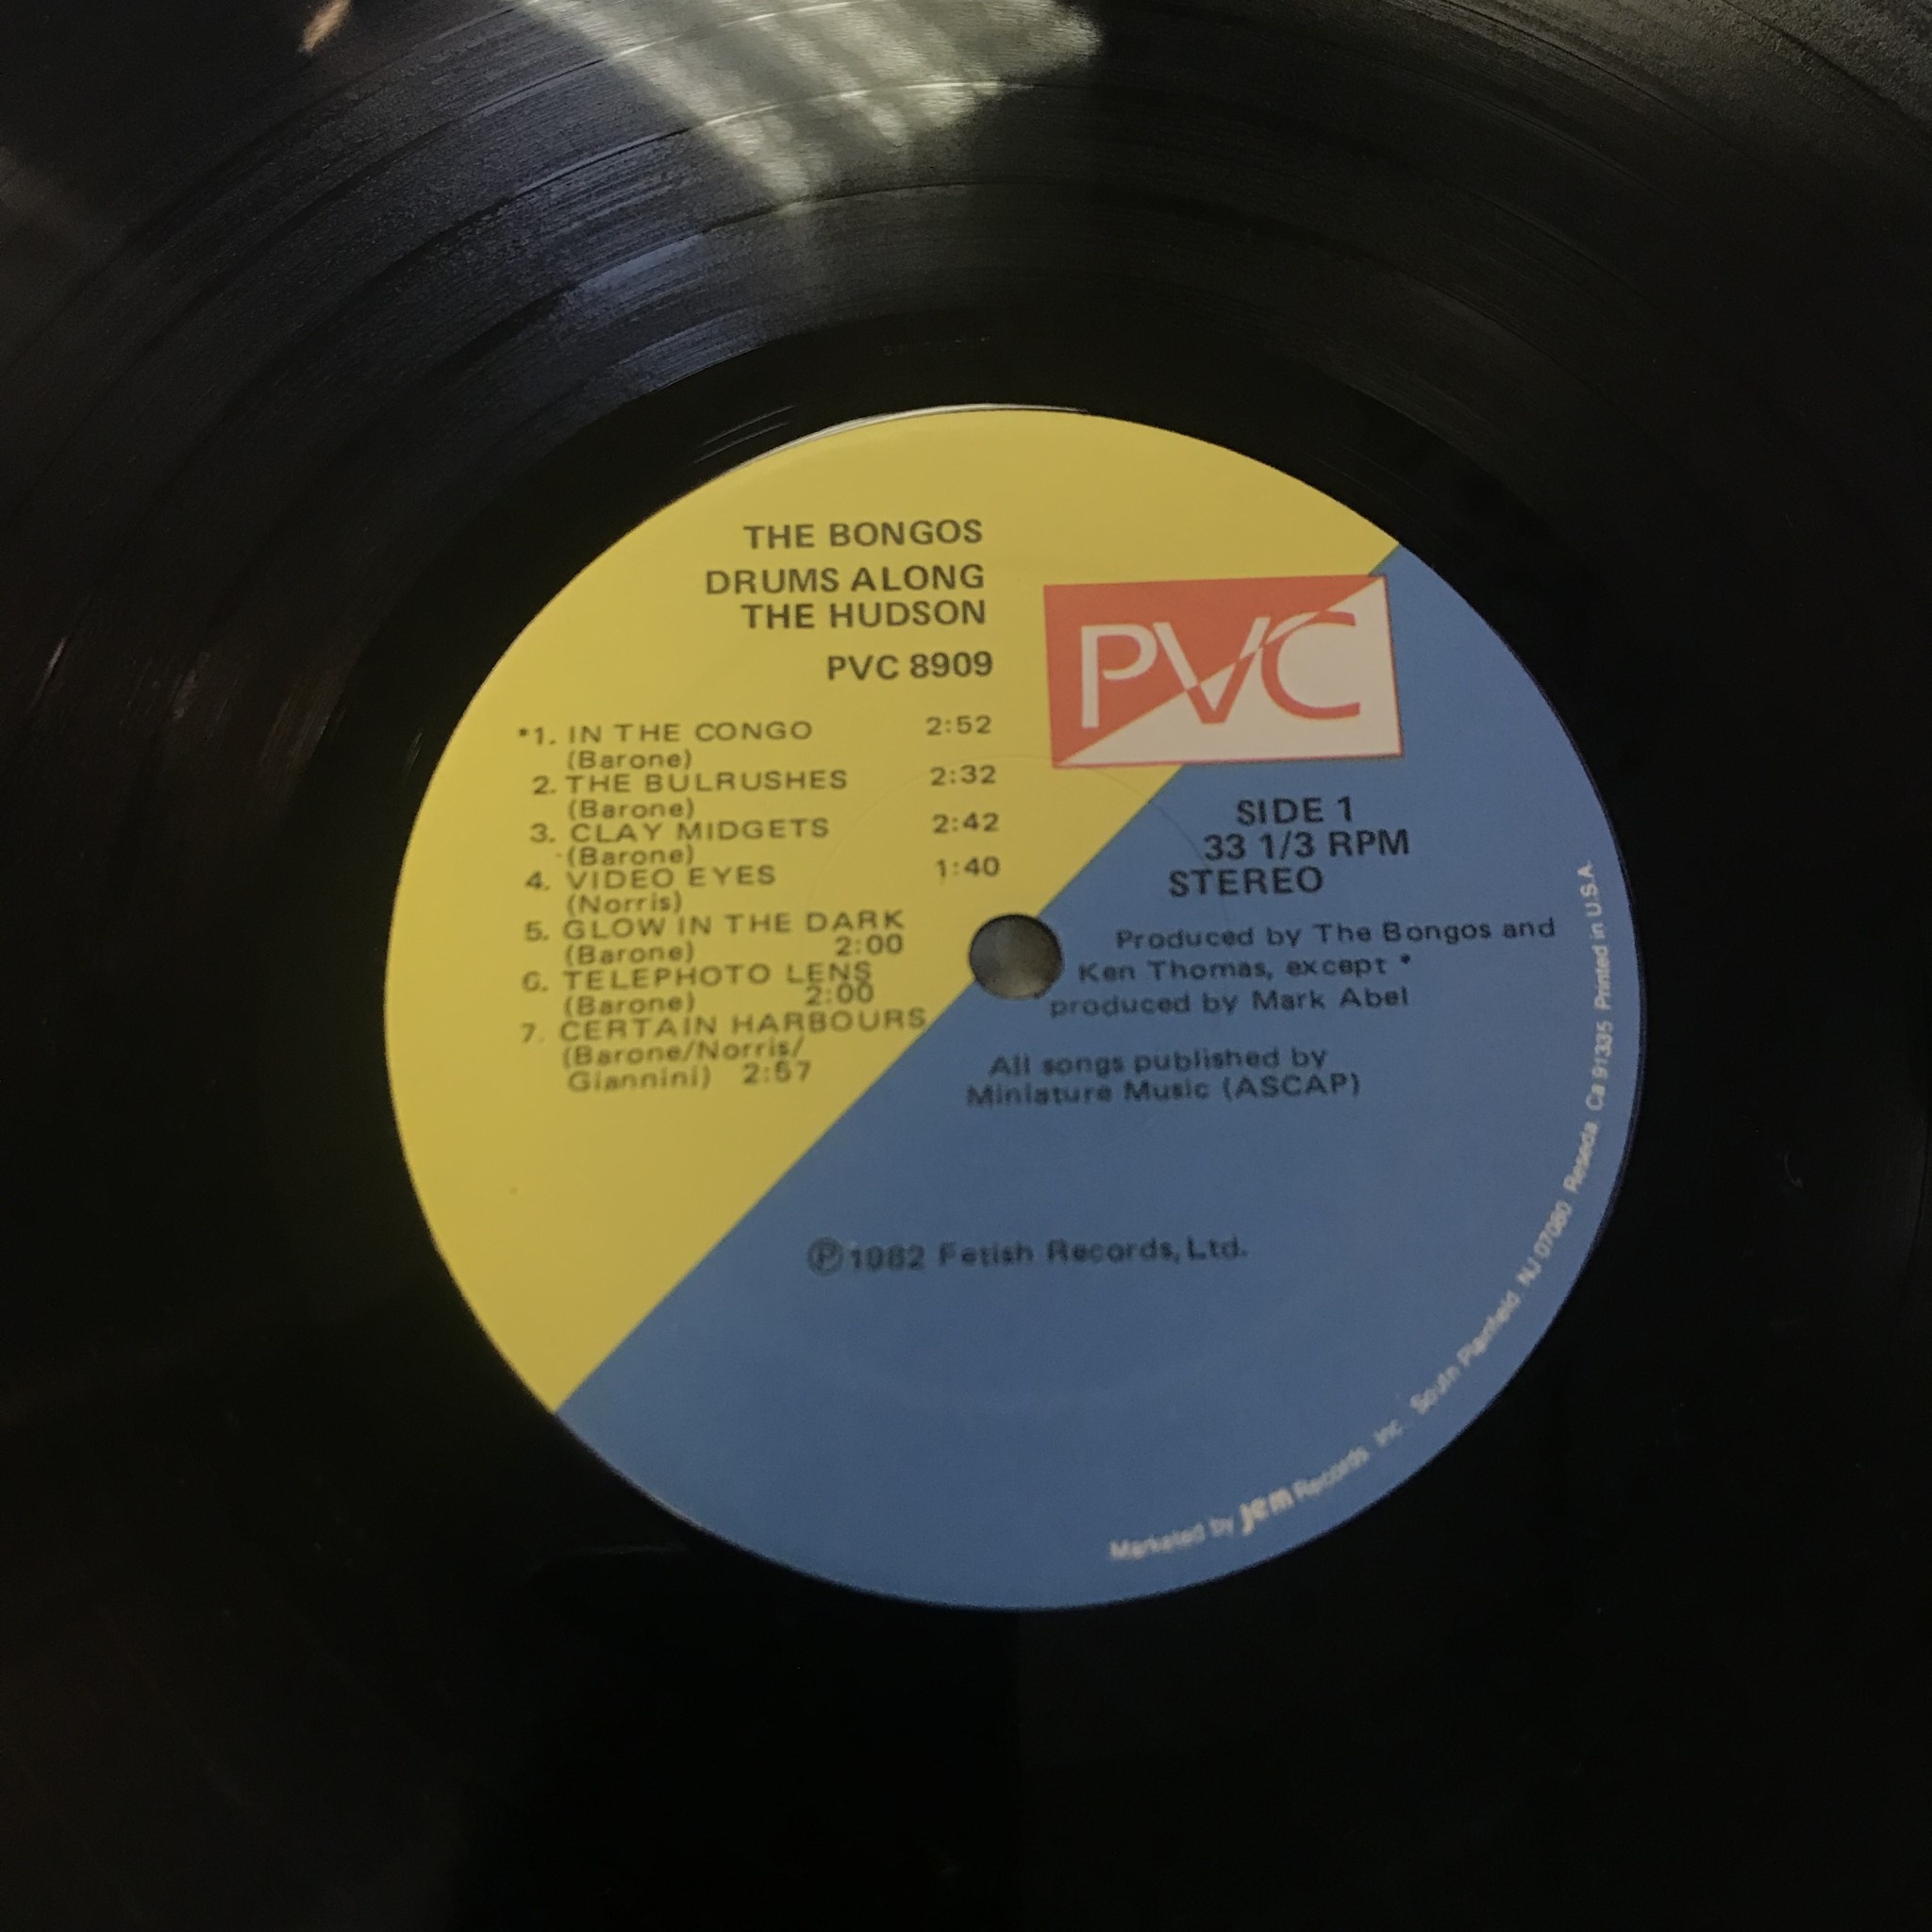 THE BONGOS
DRUMS ALONG
THE HUDSON
PVC 8909
*1. IN THE CONGO 2:52
(Barone)
2. THE BULRUSHES 2:32
(Barone)
3. CLAY MIDGETS 2:42
(Barone)
4. VIDEO EYES 1:40
(Norris)
5. GLOW IN THE DARK
(Barone) 2:00
6. TELEPHOTO LENS
(Barone) 2:00
7. CERTAIN HARBOURS
(Barone/Norris/
Giannini) 2:57
PVC
SIDE 1
33 1/3 RPM
STEREO
Produced by The Bongos and
Ken Thomas, except *
produced by Mark Abel
All songs published by
Miniature Music (ASCAP)
℗1982 Fetish Records, Ltd.
Marketed by Jem Records Inc. South Plainfield NJ 07080 Reseda Ca 91335 Printed in U.S.A.